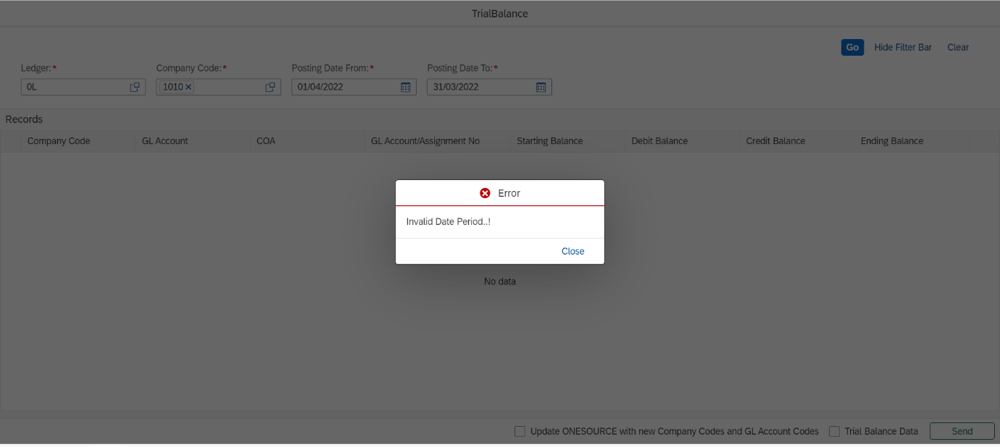 TrialBalance
Go Hide Filter Bar Clear
Ledger:* Company Code:* Posting Date From:* Posting Date To:*
0L 1010 × 01/04/2022 31/03/2022
Records
Company Code GL Account COA GL Account/Assignment No Starting Balance Debit Balance Credit Balance Ending Balance
Error
Invalid Date Period..!
Close
No data
Update ONESOURCE with new Company Codes and GL Account Codes Trial Balance Data Send